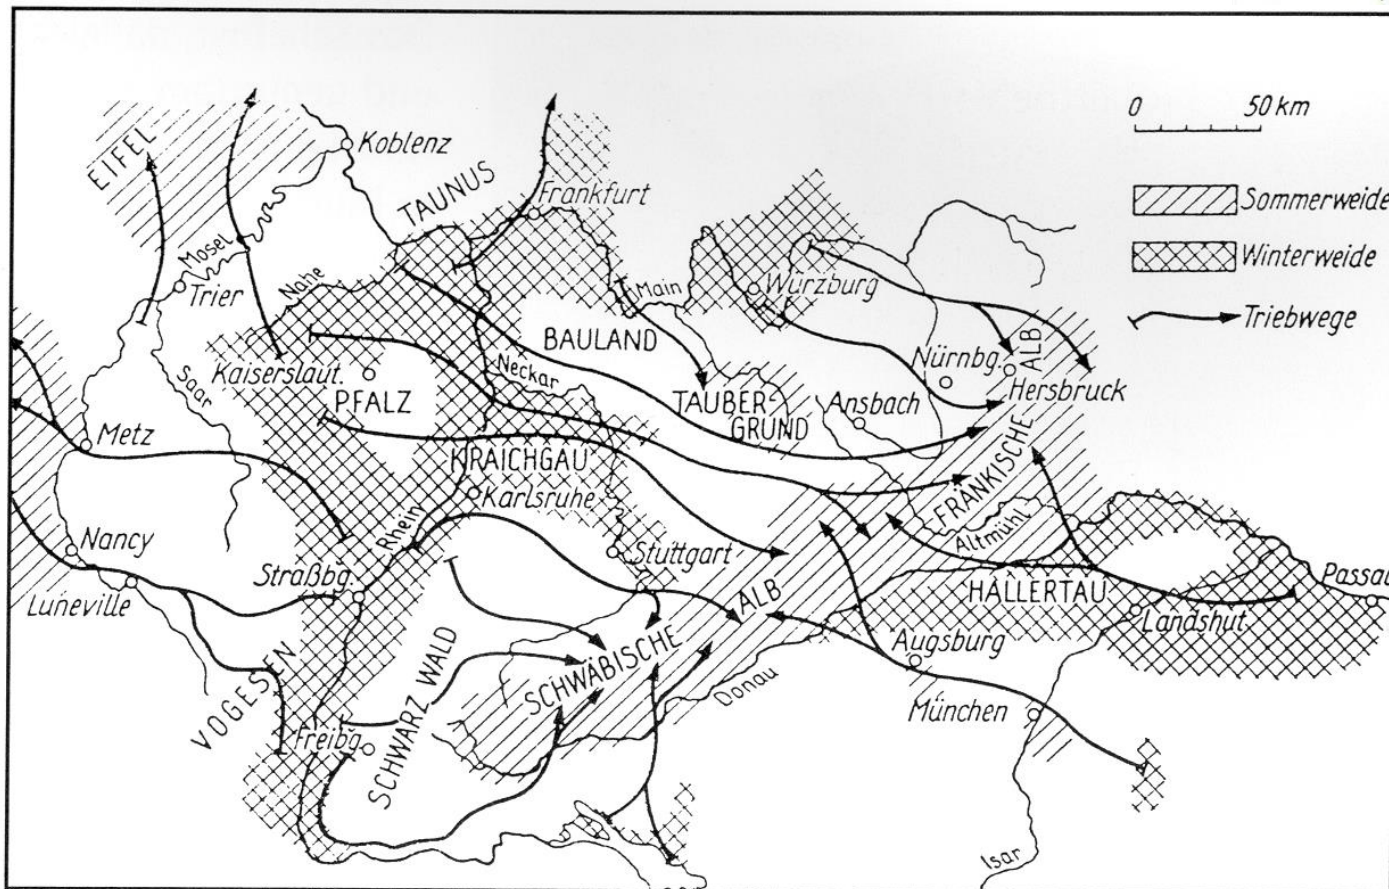 0 50 km
Koblenz
EIFEL
TAUNUS
Frankfurt
Sommerweide
Mosel
Winterweide
Nahe
Trier
Main
Würzburg
Triebwege
BAULAND
Saar
Kaiserslaut.
Neckar
Nürnbg.
ALB
Hersbruck
PFALZ
TAUBER-
GRUND
Ansbach
Metz
KRAICHGAU
Karlsruhe
FRÄNKISCHE
Rhein
Altmühl
Nancy
Stuttgart
Straßbg.
HALLERTAU
Passau
Luneville
ALB
Landshut
SCHWÄBISCHE
Augsburg
VOGESEN
SCHWARZWALD
Donau
München
Freibg.
Isar